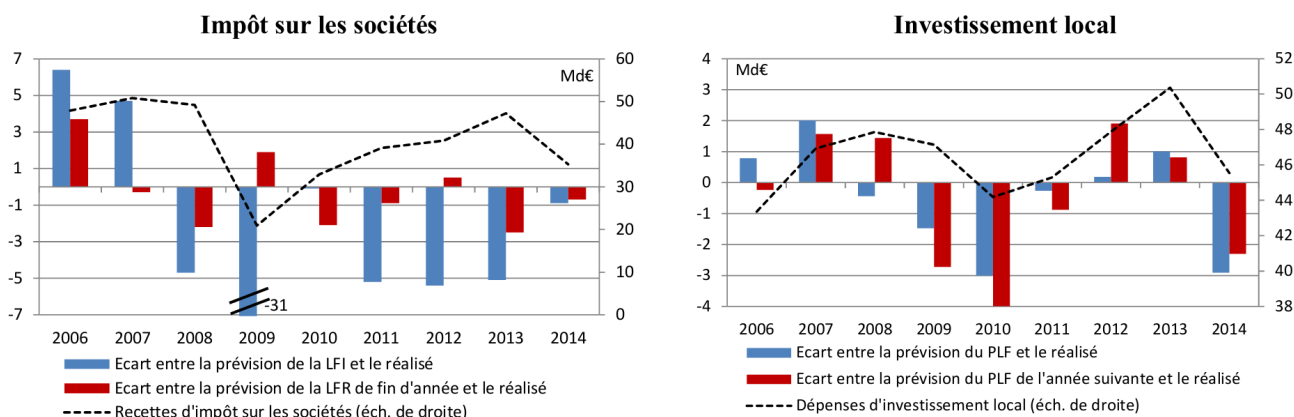 Impôt sur les sociétés
7
5
3
1
-1
-3
-5
-7
Md€
60
50
40
30
20
10
0
-31
2006 2007 2008 2009 2010 2011 2012 2013 2014
Ecart entre la prévision de la LFI et le réalisé
Ecart entre la prévision de la LFR de fin d'année et le réalisé
Recettes d'impôt sur les sociétés (éch. de droite)
Investissement local
4
3
2
1
0
-1
-2
-3
-4
Md€
52
50
48
46
44
42
40
38
2006 2007 2008 2009 2010 2011 2012 2013 2014
Ecart entre la prévision du PLF et le réalisé
Ecart entre la prévision du PLF de l'année suivante et le réalisé
Dépenses d'investissement local (éch. de droite)